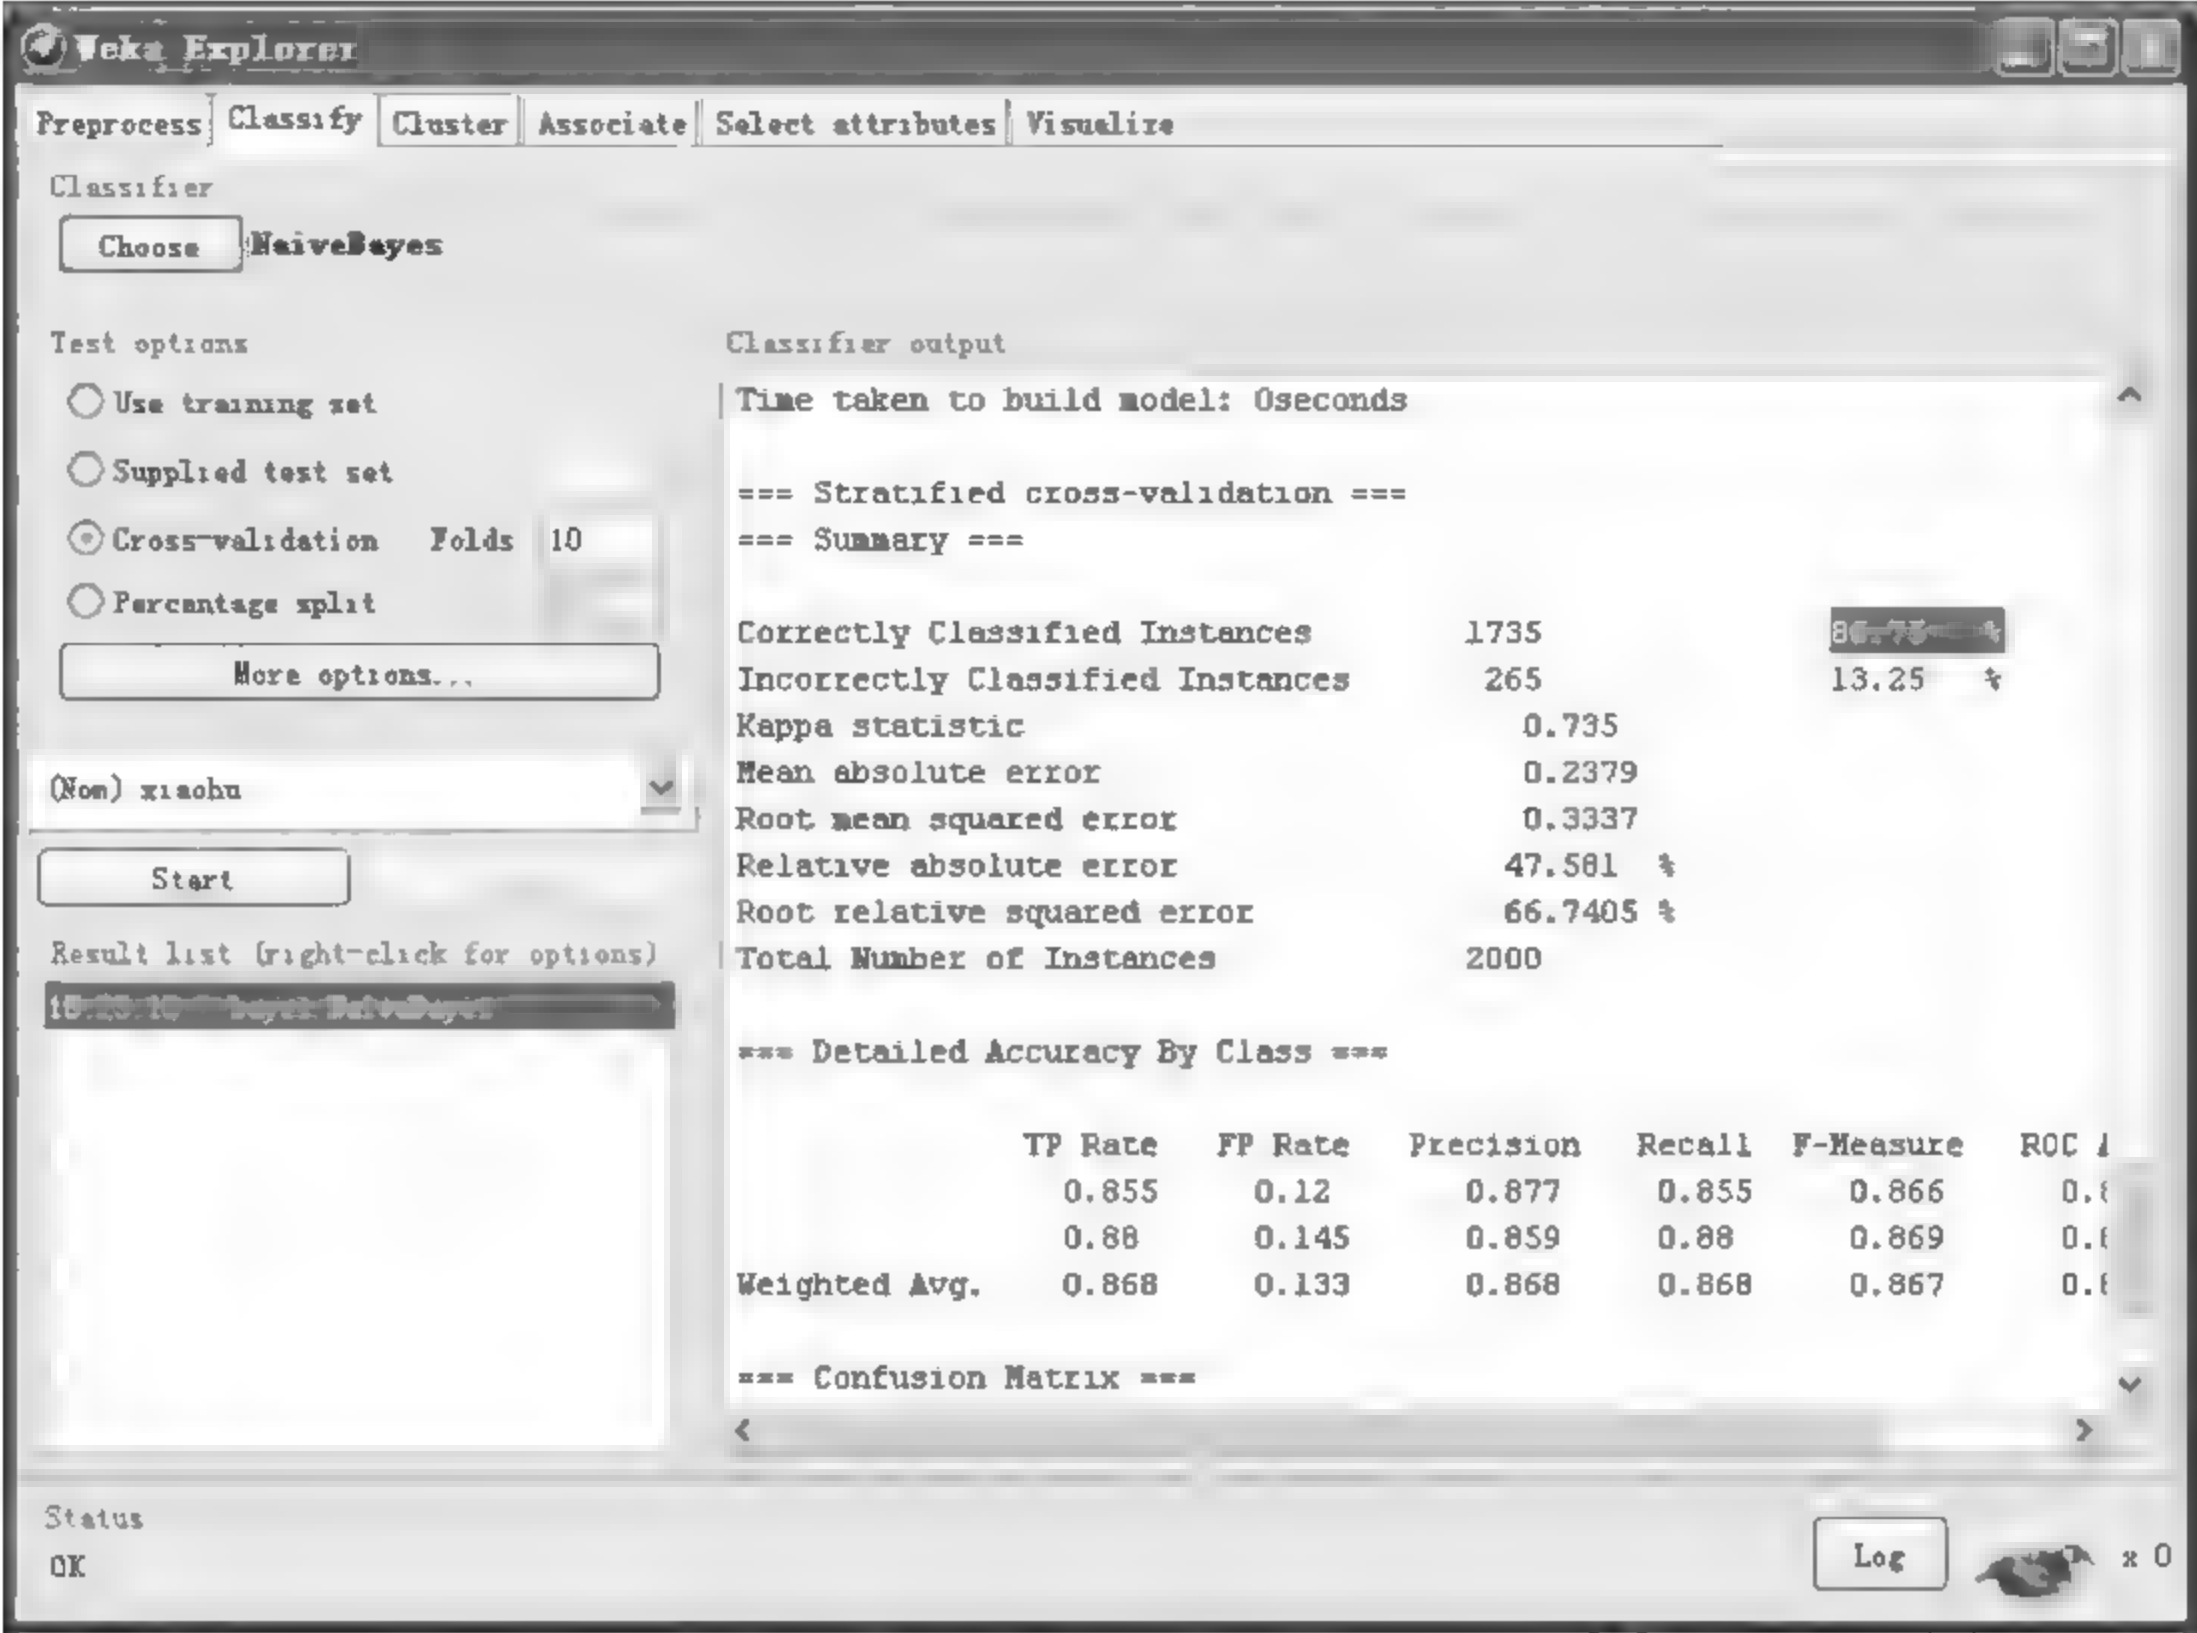 Weka Explorer
Preprocess Classify Cluster Associate Select attributes Visualize
Classifier
Choose NaiveBayes
Test options
Use training set
Supplied test set
Cross-validation Folds 10
Percentage split
More options...
(Nom) xiaohu
Start
Result list (right-click for options)
Classifier output
Time taken to build model: 0seconds
=== Stratified cross-validation ===
=== Summary ===
Correctly Classified Instances 1735 86.75 %
Incorrectly Classified Instances 265 13.25 %
Kappa statistic 0.735
Mean absolute error 0.2379
Root mean squared error 0.3337
Relative absolute error 47.581 %
Root relative squared error 66.7405 %
Total Number of Instances 2000
=== Detailed Accuracy By Class ===
TP Rate FP Rate Precision Recall F-Measure ROC
0.855 0.12 0.877 0.855 0.866
0.88 0.145 0.859 0.88 0.869
Weighted Avg. 0.868 0.133 0.868 0.868 0.867
=== Confusion Matrix ===
Status
OK
Log x 0